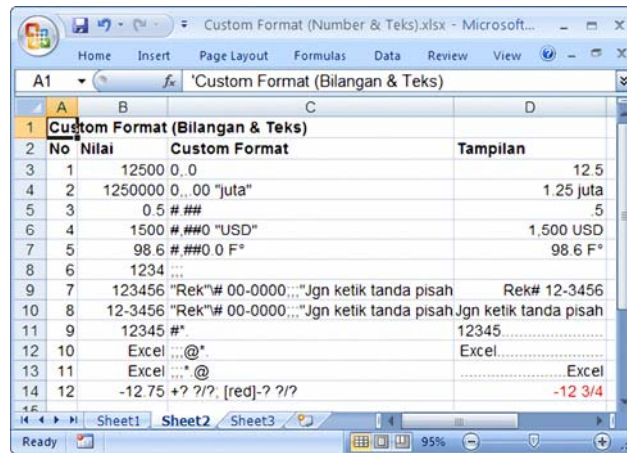 Custom Format (Number & Teks).xlsx - Microsoft...
Home Insert Page Layout Formulas Data Review View
A1 fx 'Custom Format (Bilangan & Teks)
A B C D
1 Custom Format (Bilangan & Teks)
2 No Nilai Custom Format Tampilan
3 1 12500 0,.0 12.5
4 2 1250000 0,,.00 "juta" 1.25 juta
5 3 0.5 #.## .5
6 4 1500 #,##0 "USD" 1,500 USD
7 5 98.6 #,##0.0 F° 98.6 F°
8 6 1234 ;;;
9 7 123456 "Rek"\# 00-0000;;;"Jgn ketik tanda pisah Rek# 12-3456
10 8 12-3456 "Rek"\# 00-0000;;;"Jgn ketik tanda pisah Jgn ketik tanda pisah
11 9 12345 #*. 12345........................
12 10 Excel ;;;@*. Excel.........................
13 11 Excel ;;;*.@ ................................Excel
14 12 -12.75 +? ?/?; [red]-? ?/? -12 3/4
Sheet1 Sheet2 Sheet3
Ready 95%